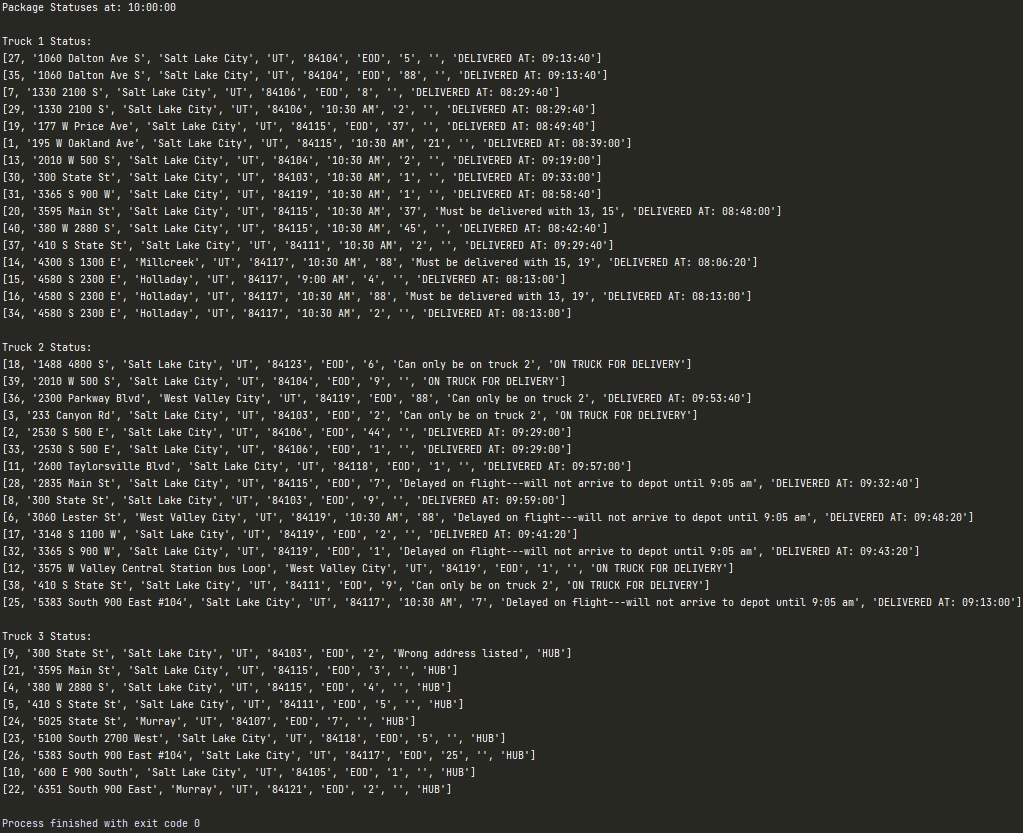 Package Statuses at: 10:00:00
Truck 1 Status:
[27, '1060 Dalton Ave S', 'Salt Lake City', 'UT', '84104', 'EOD', '5', '', 'DELIVERED AT: 09:13:40']
[35, '1060 Dalton Ave S', 'Salt Lake City', 'UT', '84104', 'EOD', '88', '', 'DELIVERED AT: 09:13:40']
[7, '1330 2100 S', 'Salt Lake City', 'UT', '84106', 'EOD', '8', '', 'DELIVERED AT: 08:29:40']
[29, '1330 2100 S', 'Salt Lake City', 'UT', '84106', '10:30 AM', '2', '', 'DELIVERED AT: 08:29:40']
[19, '177 W Price Ave', 'Salt Lake City', 'UT', '84115', 'EOD', '37', '', 'DELIVERED AT: 08:49:40']
[1, '195 W Oakland Ave', 'Salt Lake City', 'UT', '84115', '10:30 AM', '21', '', 'DELIVERED AT: 08:39:00']
[13, '2010 W 500 S', 'Salt Lake City', 'UT', '84104', '10:30 AM', '2', '', 'DELIVERED AT: 09:19:00']
[30, '300 State St', 'Salt Lake City', 'UT', '84103', '10:30 AM', '1', '', 'DELIVERED AT: 09:33:00']
[31, '3365 S 900 W', 'Salt Lake City', 'UT', '84119', '10:30 AM', '1', '', 'DELIVERED AT: 08:58:40']
[20, '3595 Main St', 'Salt Lake City', 'UT', '84115', '10:30 AM', '37', 'Must be delivered with 13, 15', 'DELIVERED AT: 08:48:00']
[40, '380 W 2880 S', 'Salt Lake City', 'UT', '84115', '10:30 AM', '45', '', 'DELIVERED AT: 08:42:40']
[37, '410 S State St', 'Salt Lake City', 'UT', '84111', '10:30 AM', '2', '', 'DELIVERED AT: 09:29:40']
[14, '4300 S 1300 E', 'Millcreek', 'UT', '84117', '10:30 AM', '88', 'Must be delivered with 15, 19', 'DELIVERED AT: 08:06:20']
[15, '4580 S 2300 E', 'Holladay', 'UT', '84117', '9:00 AM', '4', '', 'DELIVERED AT: 08:13:00']
[16, '4580 S 2300 E', 'Holladay', 'UT', '84117', '10:30 AM', '88', 'Must be delivered with 13, 19', 'DELIVERED AT: 08:13:00']
[34, '4580 S 2300 E', 'Holladay', 'UT', '84117', '10:30 AM', '2', '', 'DELIVERED AT: 08:13:00']
Truck 2 Status:
[18, '1488 4800 S', 'Salt Lake City', 'UT', '84123', 'EOD', '6', 'Can only be on truck 2', 'ON TRUCK FOR DELIVERY']
[39, '2010 W 500 S', 'Salt Lake City', 'UT', '84104', 'EOD', '9', '', 'ON TRUCK FOR DELIVERY']
[36, '2300 Parkway Blvd', 'West Valley City', 'UT', '84119', 'EOD', '88', 'Can only be on truck 2', 'DELIVERED AT: 09:53:40']
[3, '233 Canyon Rd', 'Salt Lake City', 'UT', '84103', 'EOD', '2', 'Can only be on truck 2', 'ON TRUCK FOR DELIVERY']
[2, '2530 S 500 E', 'Salt Lake City', 'UT', '84106', 'EOD', '44', '', 'DELIVERED AT: 09:29:00']
[33, '2530 S 500 E', 'Salt Lake City', 'UT', '84106', 'EOD', '1', '', 'DELIVERED AT: 09:29:00']
[11, '2600 Taylorsville Blvd', 'Salt Lake City', 'UT', '84118', 'EOD', '1', '', 'DELIVERED AT: 09:57:00']
[28, '2835 Main St', 'Salt Lake City', 'UT', '84115', 'EOD', '7', 'Delayed on flight---will not arrive to depot until 9:05 am', 'DELIVERED AT: 09:32:40']
[8, '300 State St', 'Salt Lake City', 'UT', '84103', 'EOD', '9', '', 'DELIVERED AT: 09:59:00']
[6, '3060 Lester St', 'West Valley City', 'UT', '84119', '10:30 AM', '88', 'Delayed on flight---will not arrive to depot until 9:05 am', 'DELIVERED AT: 09:48:20']
[17, '3148 S 1100 W', 'Salt Lake City', 'UT', '84119', 'EOD', '2', '', 'DELIVERED AT: 09:41:20']
[32, '3365 S 900 W', 'Salt Lake City', 'UT', '84119', 'EOD', '1', 'Delayed on flight---will not arrive to depot until 9:05 am', 'DELIVERED AT: 09:43:20']
[12, '3575 W Valley Central Station bus Loop', 'West Valley City', 'UT', '84119', 'EOD', '1', '', 'ON TRUCK FOR DELIVERY']
[38, '410 S State St', 'Salt Lake City', 'UT', '84111', 'EOD', '9', 'Can only be on truck 2', 'ON TRUCK FOR DELIVERY']
[25, '5383 South 900 East #104', 'Salt Lake City', 'UT', '84117', '10:30 AM', '7', 'Delayed on flight---will not arrive to depot until 9:05 am', 'DELIVERED AT: 09:13:00']
Truck 3 Status:
[9, '300 State St', 'Salt Lake City', 'UT', '84103', 'EOD', '2', 'Wrong address listed', 'HUB']
[21, '3595 Main St', 'Salt Lake City', 'UT', '84115', 'EOD', '3', '', 'HUB']
[4, '380 W 2880 S', 'Salt Lake City', 'UT', '84115', 'EOD', '4', '', 'HUB']
[5, '410 S State St', 'Salt Lake City', 'UT', '84111', 'EOD', '5', '', 'HUB']
[24, '5025 State St', 'Murray', 'UT', '84107', 'EOD', '7', '', 'HUB']
[23, '5100 South 2700 West', 'Salt Lake City', 'UT', '84118', 'EOD', '5', '', 'HUB']
[26, '5383 South 900 East #104', 'Salt Lake City', 'UT', '84117', 'EOD', '25', '', 'HUB']
[10, '600 E 900 South', 'Salt Lake City', 'UT', '84105', 'EOD', '1', '', 'HUB']
[22, '6351 South 900 East', 'Murray', 'UT', '84121', 'EOD', '2', '', 'HUB']
Process finished with exit code 0